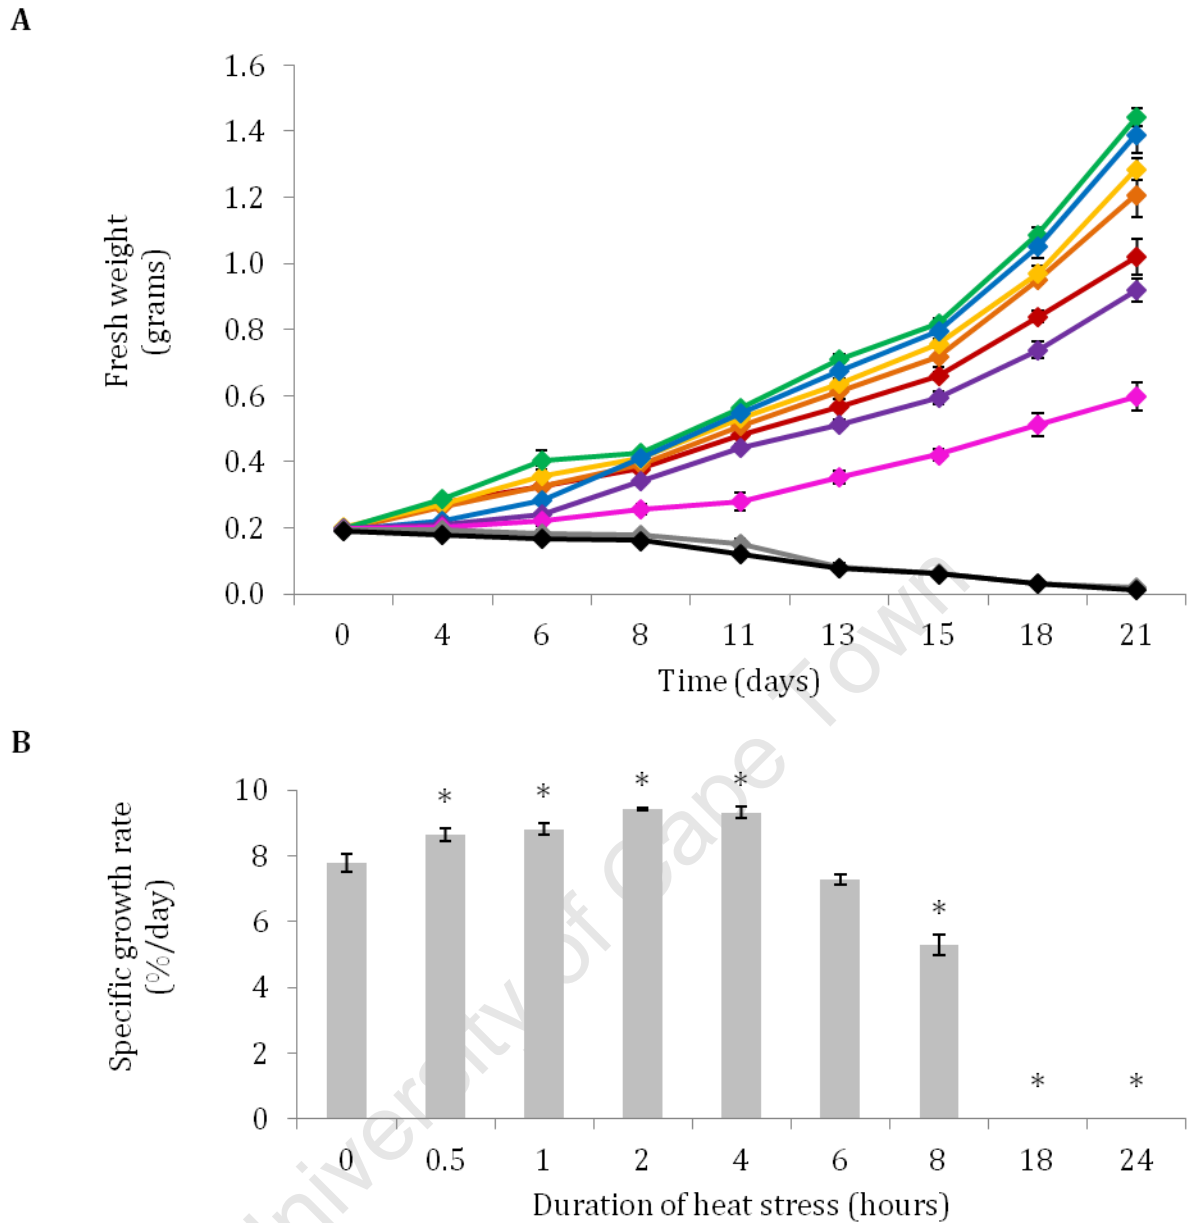 A
1.6
1.4
1.2
1.0
0.8
0.6
0.4
0.2
0.0
Fresh weight
(grams)
0 4 6 8 11 13 15 18 21
Time (days)
B
10
8
6
4
2
0
Specific growth rate
(%/day)
* * * * * * *
0 0.5 1 2 4 6 8 18 24
Duration of heat stress (hours)
University of Cape Town